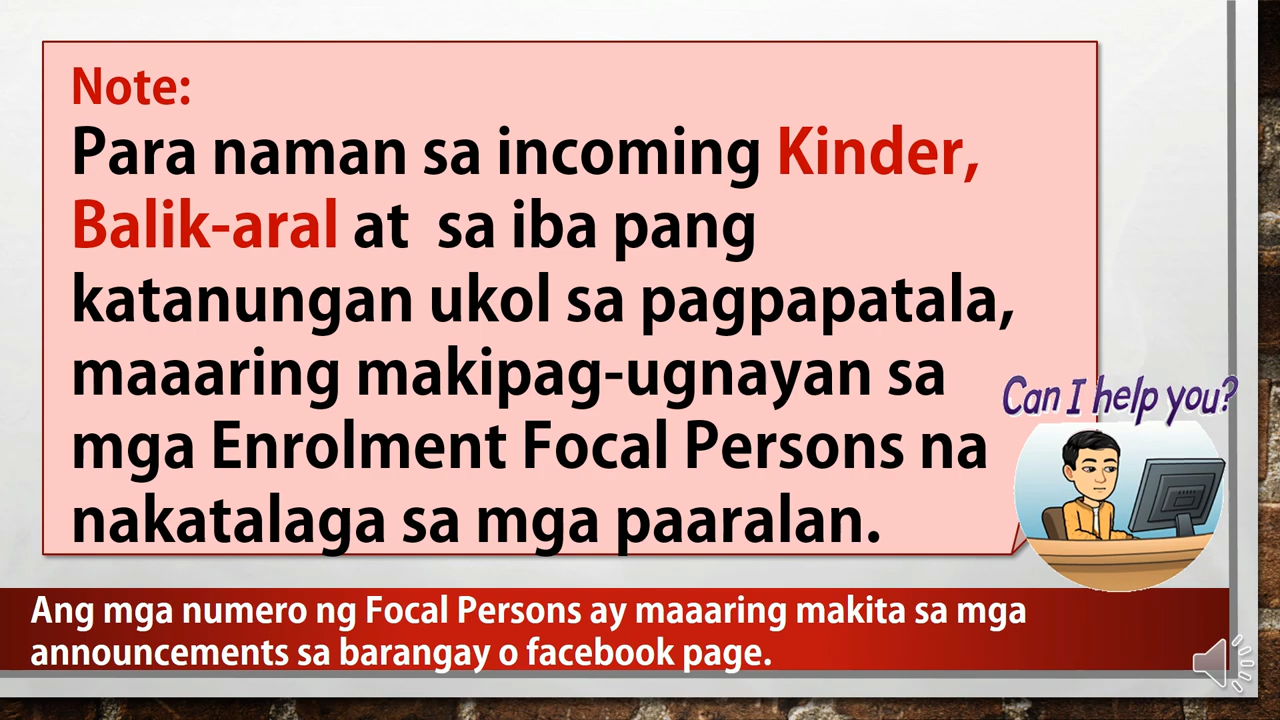 Note:
Para naman sa incoming Kinder,
Balik-aral at sa iba pang
katanungan ukol sa pagpapatala,
maaaring makipag-ugnayan sa
mga Enrolment Focal Persons na
nakatalaga sa mga paaralan.
Can I help you?
Ang mga numero ng Focal Persons ay maaaring makita sa mga
announcements sa barangay o facebook page.